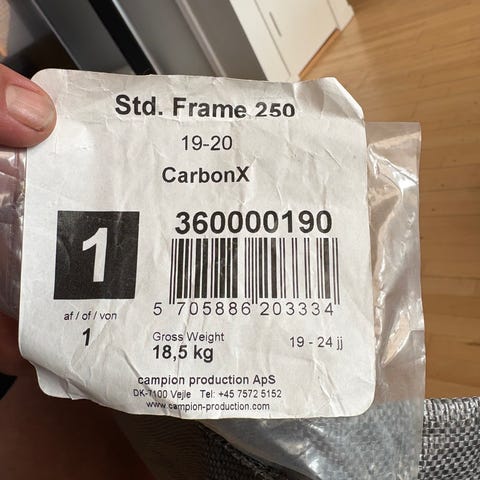 Std. Frame 250
19-20
CarbonX
360000190
1
5 705886 203334
af / of / von
1
Gross Weight
18,5 kg
19 - 24 jj
campion production ApS
DK-7100 Vejle Tel: +45 7572 5152
www.campion-production.com